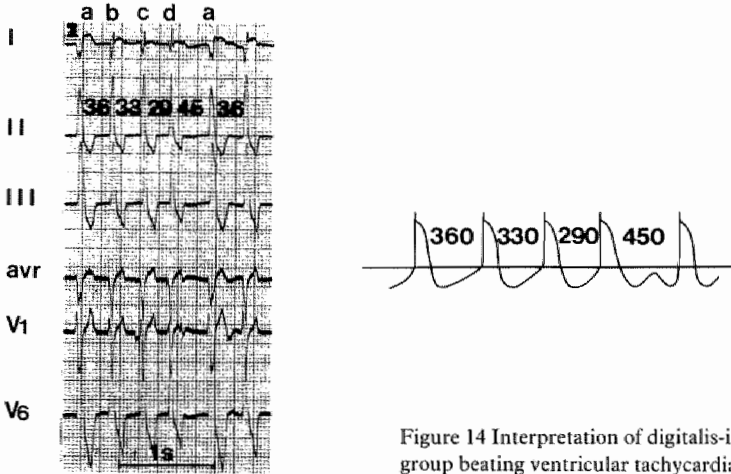 a b c d a
I
36 33 29 45 36
II
III
avr
V1
V6
1s
360 330 290 450
Figure 14 Interpretation of digitalis-i
group beating ventricular tachycardia